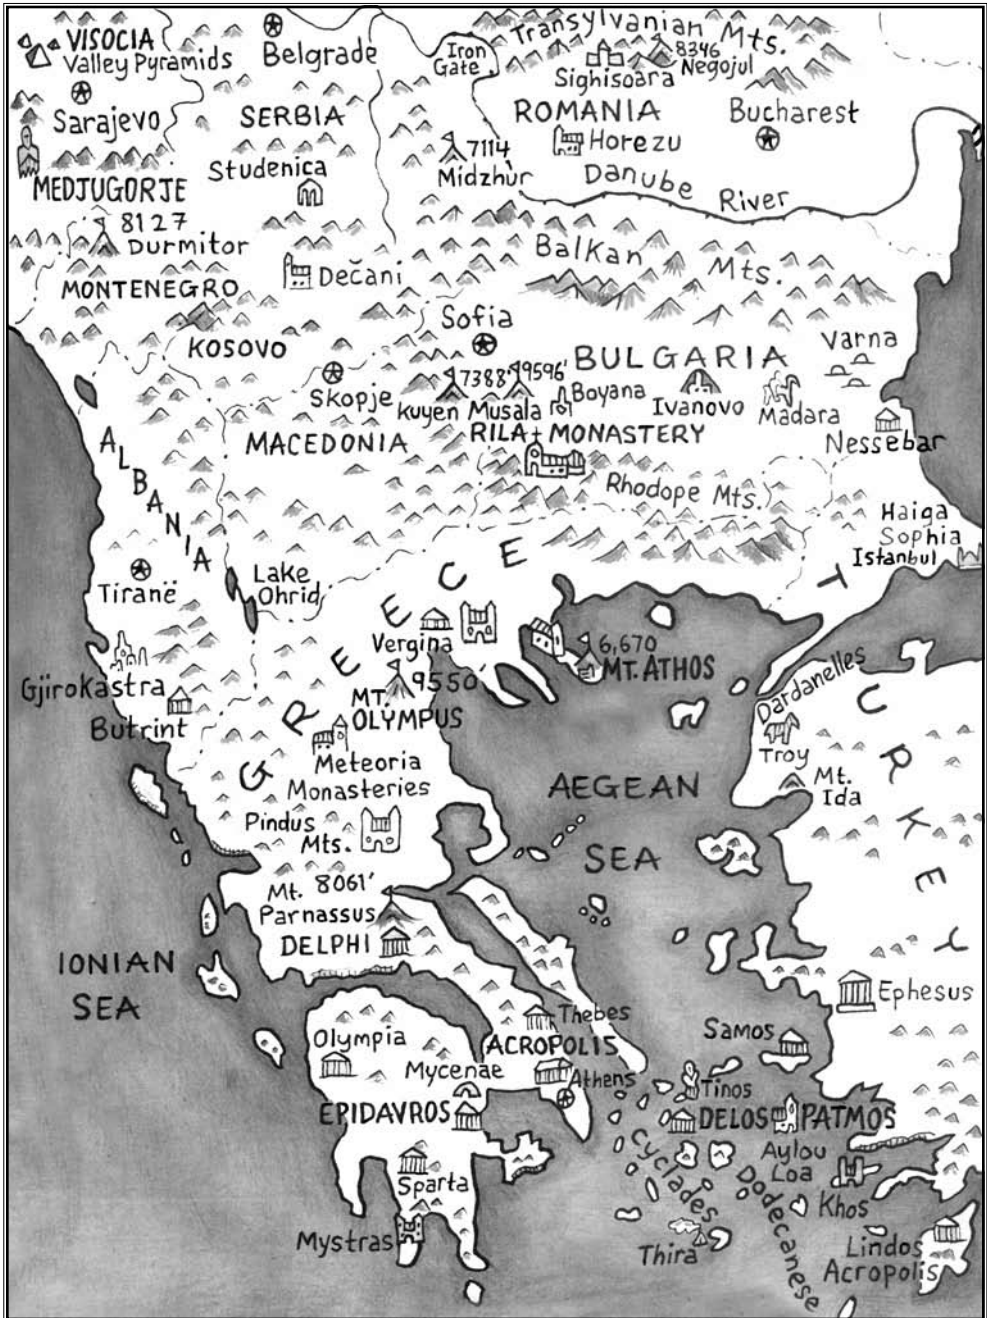 Transylvanian Mts.
VISOCIA
Valley Pyramids
Belgrade
Iron
Gate
8346
Negojul
Sighisoara
ROMANIA
Bucharest
Horezu
Sarajevo
SERBIA
7114
Midzhùr
Danube River
Studenica
MEDJUGORJE
8127
Durmitor
Balkan Mts.
Dečani
MONTENEGRO
Sofia
KOSOVO
BULGARIA
Varna
Skopje
7388'
9596'
Kuyen
Musala
Boyana
Ivanovo
Madara
Nessebar
MACEDONIA
RILA MONASTERY
Rhodope Mts.
ALBANIA
Haiga
Sophia
Istanbul
Tiranë
Lake
Ohrid
GREECE
TURKEY
Vergina
6,670
MT. ATHOS
Gjirokastra
Butrint
9550
MT.
OLYMPUS
Dardanelles
Troy
Mt.
Ida
Meteoria
Monasteries
AEGEAN
SEA
Pindus
Mts.
Mt. 8061'
Parnassus
DELPHI
IONIAN
SEA
Ephesus
Thebes
Olympia
ACROPOLIS
Samos
Mycenae
Athens
Tinos
EPIDAVROS
DELOS
PATMOS
Cyclades
Aylou
Loa
Dodecanese
Sparta
Khos
Mystras
Thira
Lindos
Acropolis